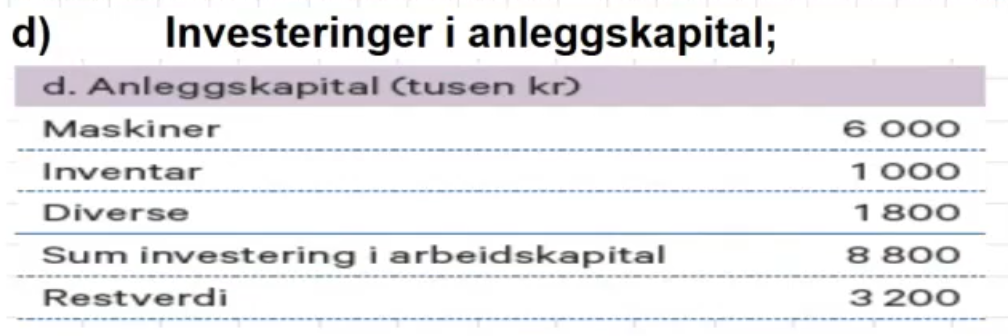 d) Investeringer i anleggskapital;
d. Anleggskapital (tusen kr)
Maskiner 6 000
Inventar 1 000
Diverse 1 800
Sum investering i arbeidskapital 8 800
Restverdi 3 200